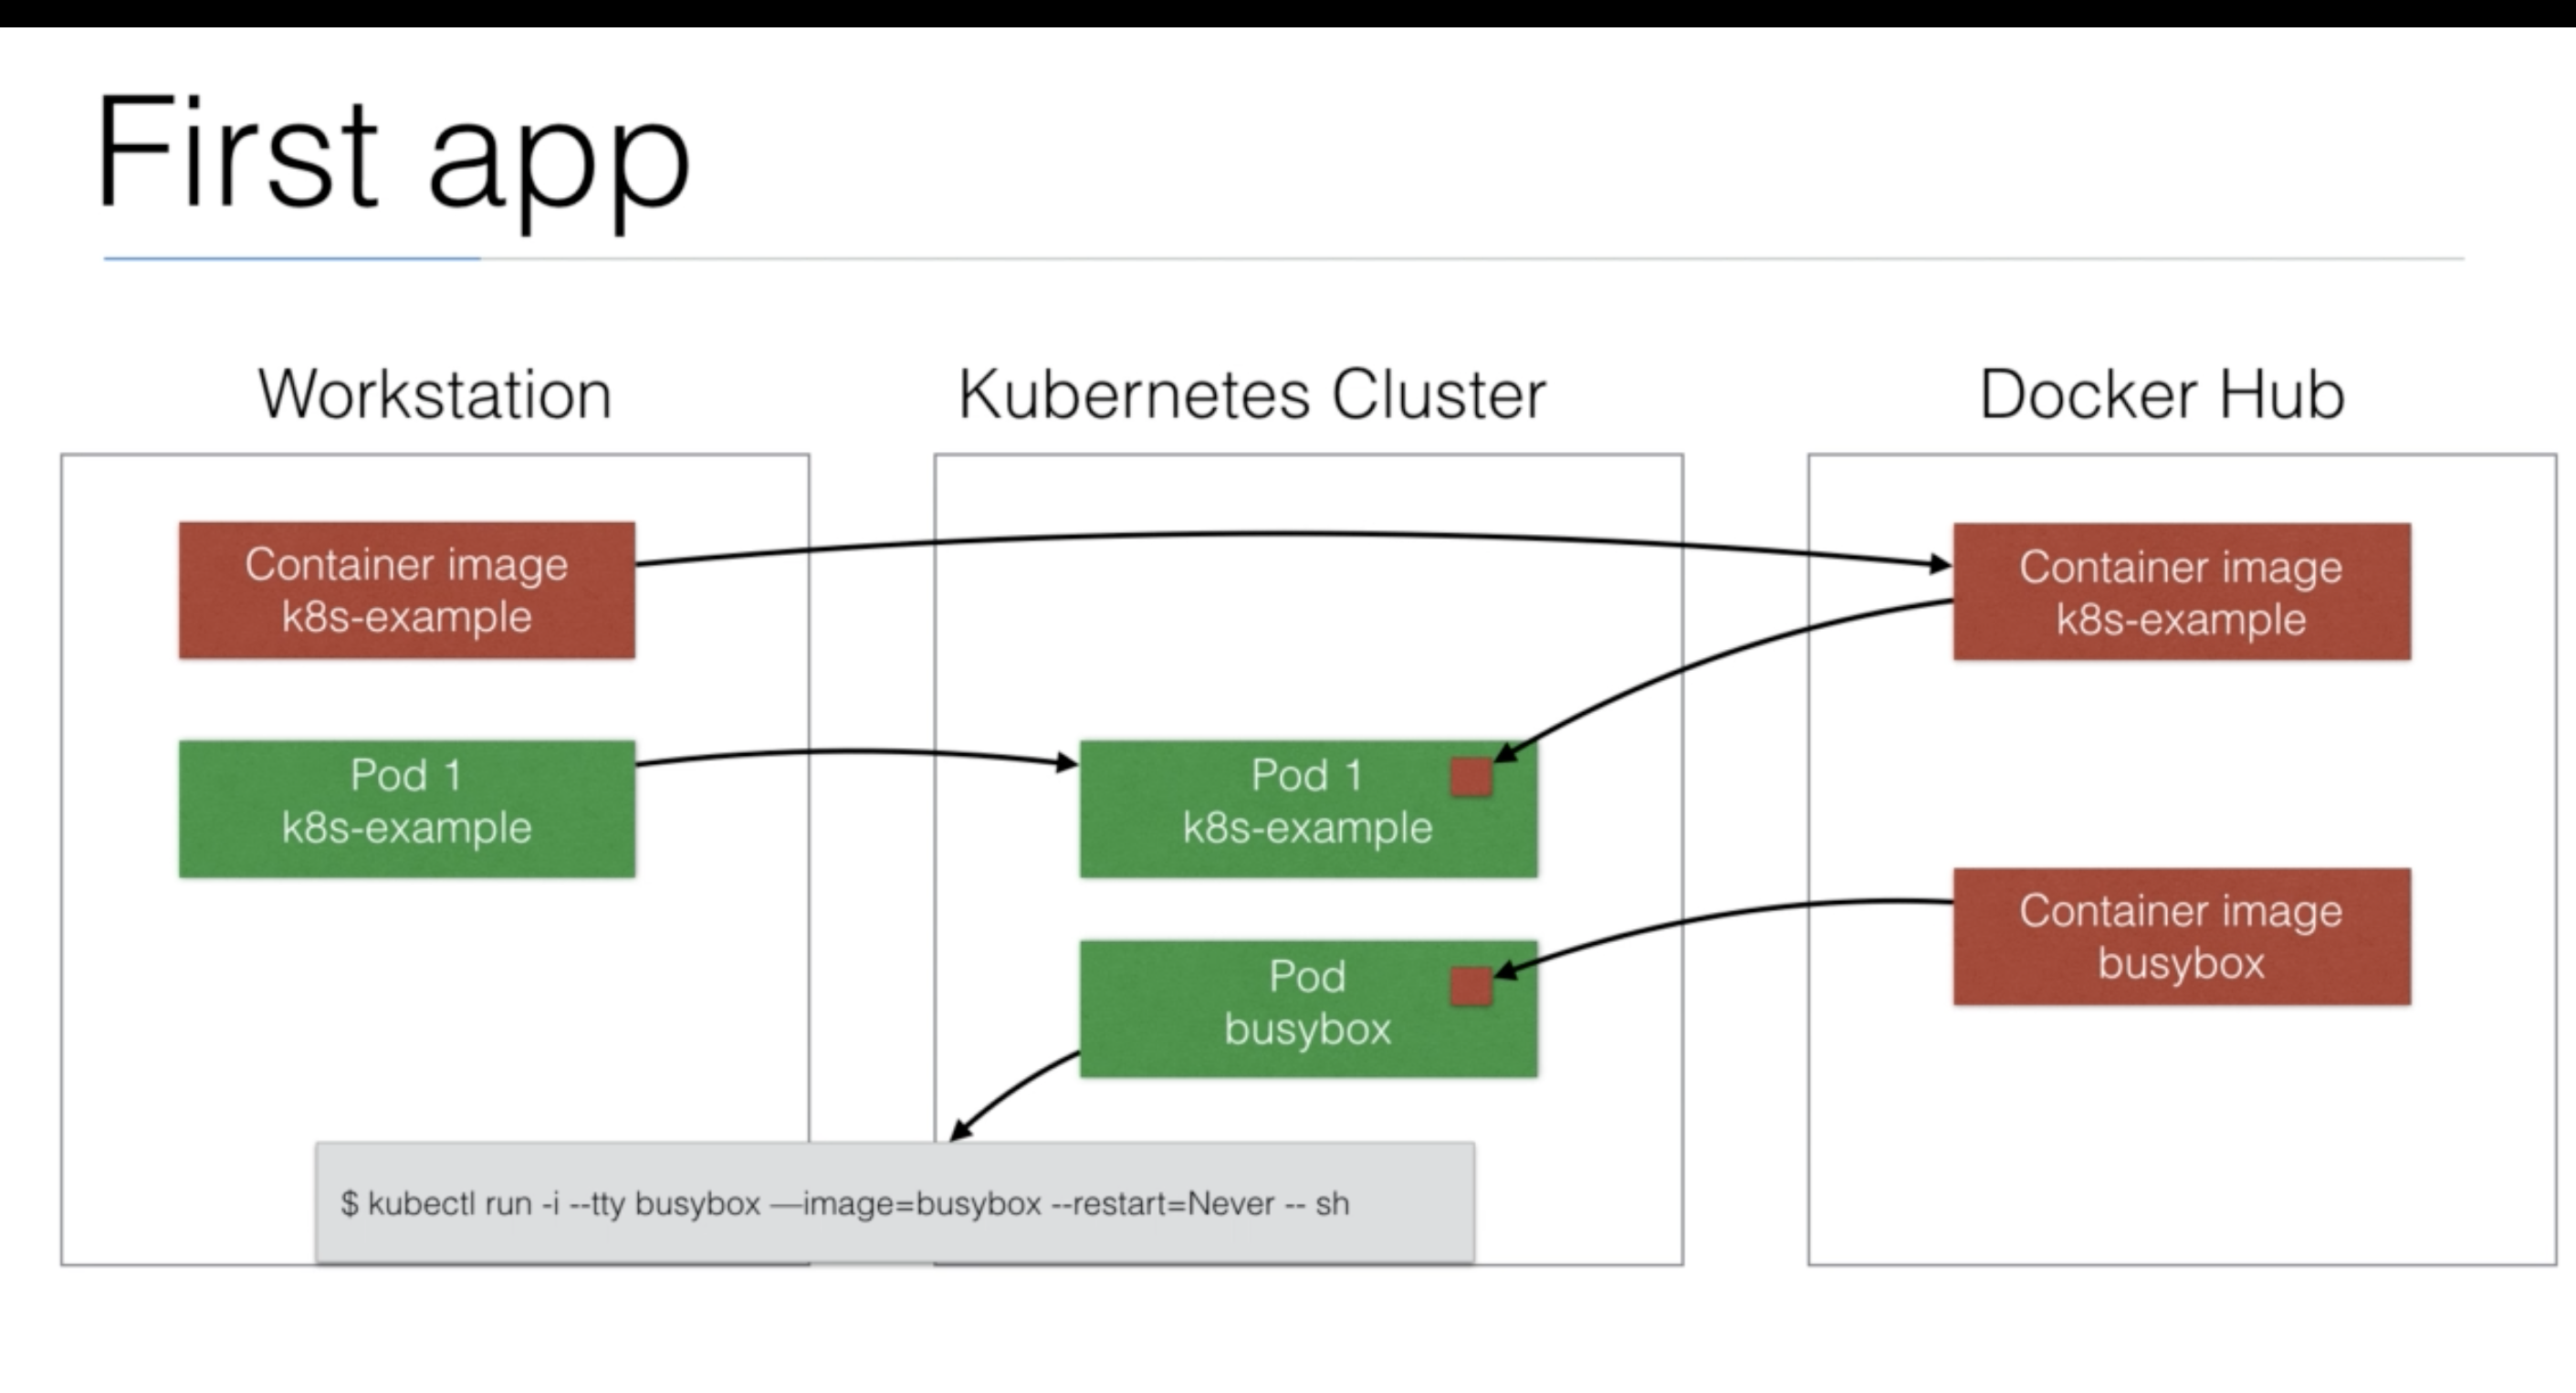 First app
Workstation
Kubernetes Cluster
Docker Hub
Container image
k8s-example
Container image
k8s-example
Pod 1
k8s-example
Pod 1
k8s-example
Container image
busybox
Pod
busybox
$ kubectl run -i --tty busybox —image=busybox --restart=Never -- sh